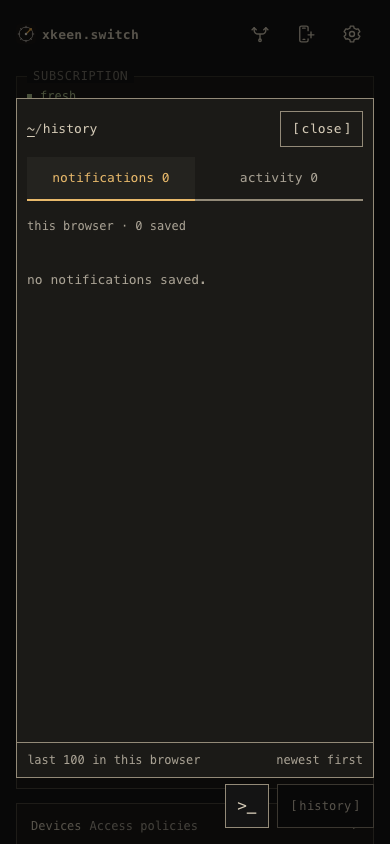 xkeen.switch
SUBSCRIPTION
fresh
~/history
[close]
notifications 0
activity 0
this browser · 0 saved
no notifications saved.
last 100 in this browser
newest first
>_
[history]
Devices Access policies